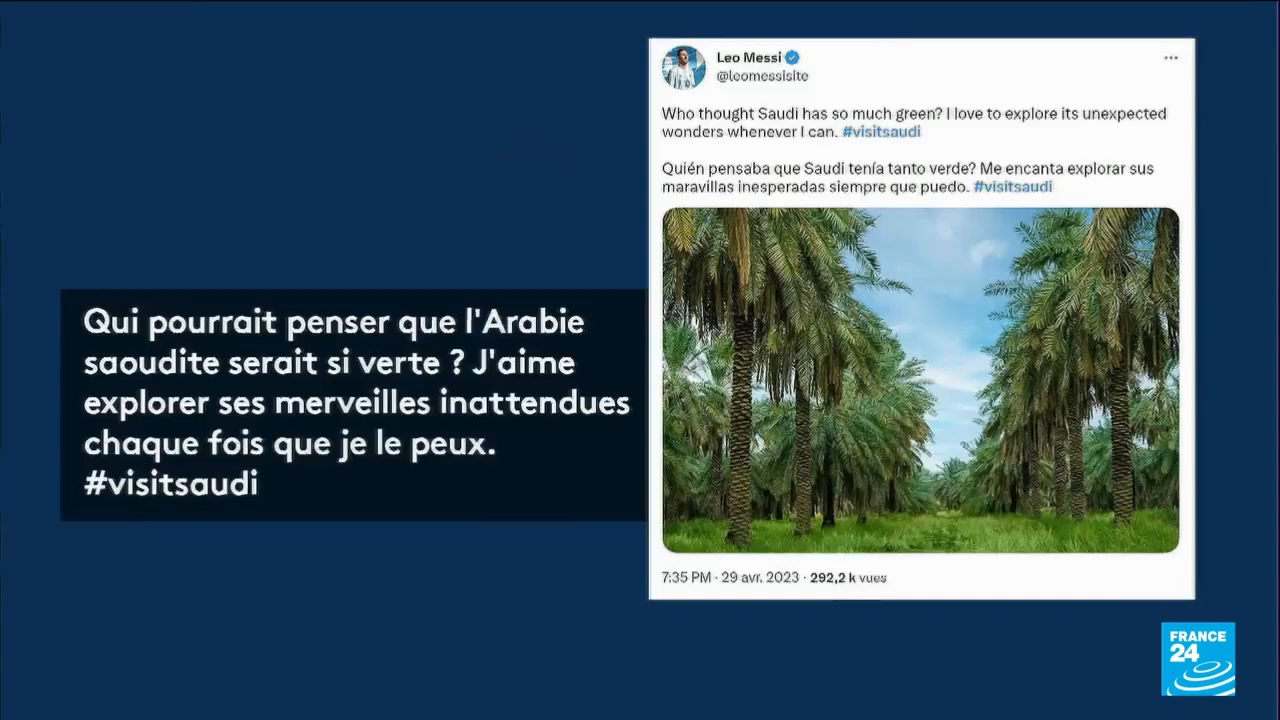 Leo Messi
@leomessisite
Who thought Saudi has so much green? I love to explore its unexpected
wonders whenever I can. #visitsaudi
Quién pensaba que Saudi tenía tanto verde? Me encanta explorar sus
maravillas inesperadas siempre que puedo. #visitsaudi
7:35 PM · 29 avr. 2023 · 292,2 k vues
Qui pourrait penser que l'Arabie
saoudite serait si verte ? J'aime
explorer ses merveilles inattendues
chaque fois que je le peux.
#visitsaudi
FRANCE
24